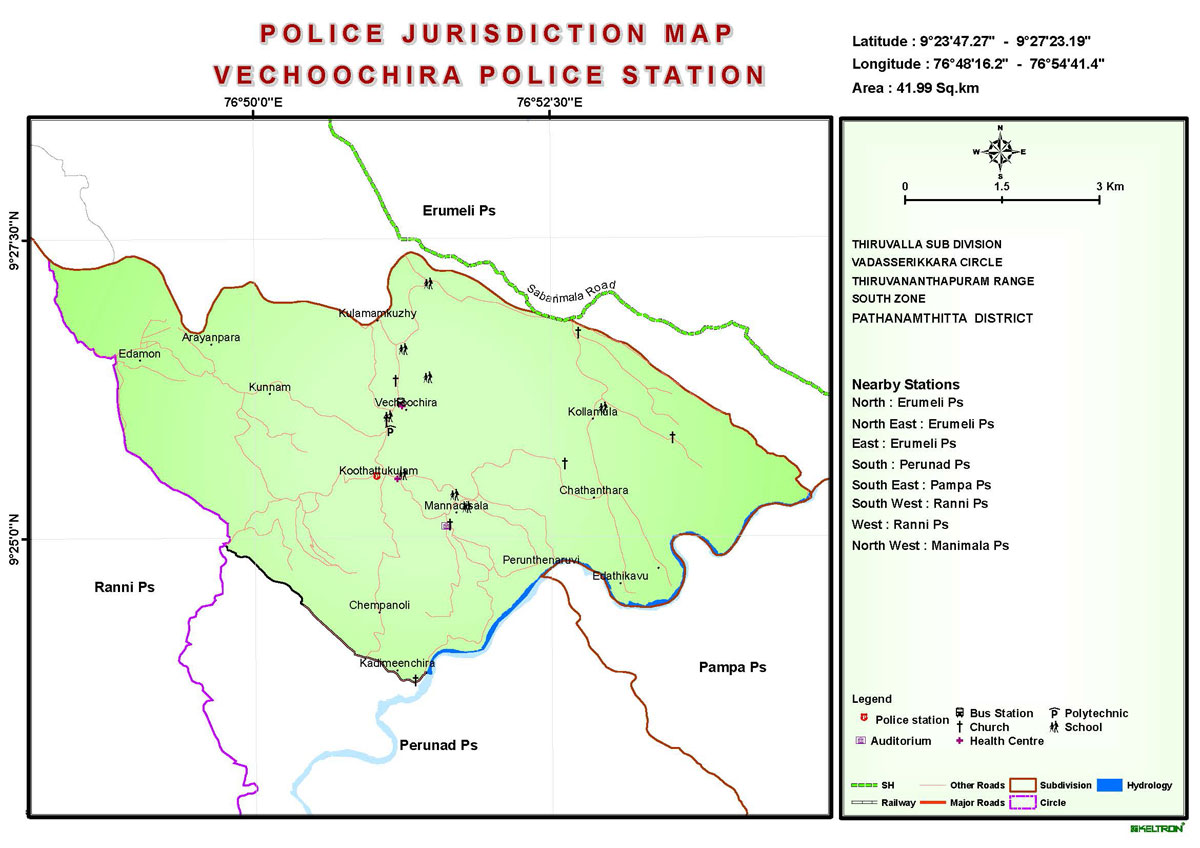 POLICE JURISDICTION MAP
VECHOOCHIRA POLICE STATION
Latitude : 9°23'47.27" - 9°27'23.19"
Longitude : 76°48'16.2" - 76°54'41.4"
Area : 41.99 Sq.km
76°50'0"E
76°52'30"E
9°27'30"N
9°25'0"N
Erumeli Ps
Sabarimala Road
Kulamamkuzhy
Arayanpara
Edamon
Kunnam
Vechoochira
Kollamula
Koothattukulam
Chathanthara
Mannadisala
Perunthenaruvi
Edathikavu
Ranni Ps
Chempanoli
Kadimeenchira
Pampa Ps
Perunad Ps
N
W E
S
0 1.5 3 Km
THIRUVALLA SUB DIVISION
VADASSERIKKARA CIRCLE
THIRUVANANTHAPURAM RANGE
SOUTH ZONE
PATHANAMTHITTA DISTRICT
Nearby Stations
North : Erumeli Ps
North East : Erumeli Ps
East : Erumeli Ps
South : Perunad Ps
South East : Pampa Ps
South West : Ranni Ps
West : Ranni Ps
North West : Manimala Ps
Legend
Police station
Bus Station
Polytechnic
Church
School
Auditorium
Health Centre
SH
Other Roads
Subdivision
Hydrology
Railway
Major Roads
Circle
KELTRON